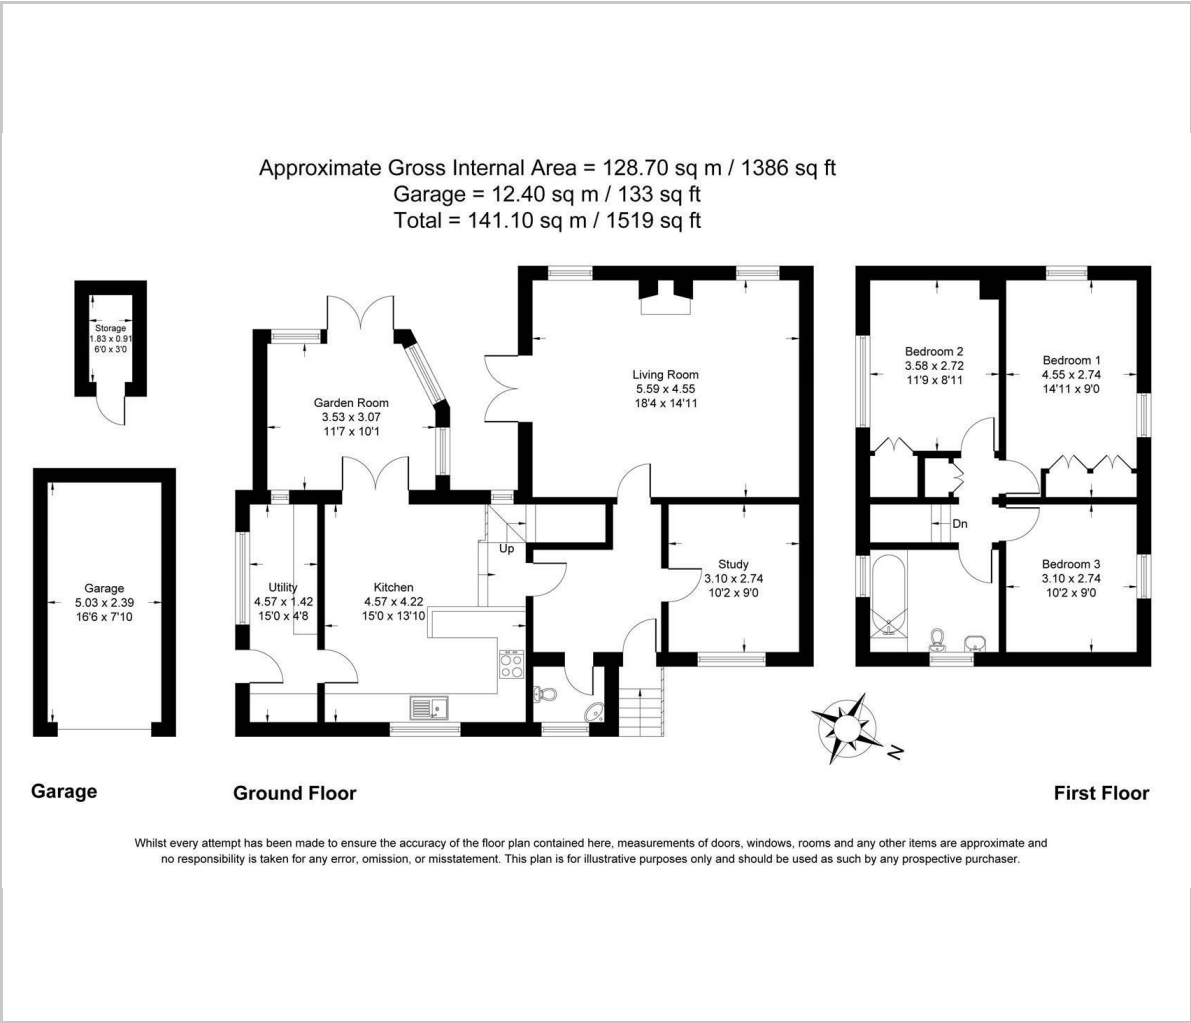 Approximate Gross Internal Area = 128.70 sq m / 1386 sq ft
Garage = 12.40 sq m / 133 sq ft
Total = 141.10 sq m / 1519 sq ft
Storage
1.83 x 0.91
6'0 x 3'0
Garage
5.03 x 2.39
16'6 x 7'10
Garden Room
3.53 x 3.07
11'7 x 10'1
Living Room
5.59 x 4.55
18'4 x 14'11
Utility
4.57 x 1.42
15'0 x 4'8
Kitchen
4.57 x 4.22
15'0 x 13'10
Up
Study
3.10 x 2.74
10'2 x 9'0
Bedroom 2
3.58 x 2.72
11'9 x 8'11
Bedroom 1
4.55 x 2.74
14'11 x 9'0
Dn
Bedroom 3
3.10 x 2.74
10'2 x 9'0
N
Garage
Ground Floor
First Floor
Whilst every attempt has been made to ensure the accuracy of the floor plan contained here, measurements of doors, windows, rooms and any other items are approximate and
no responsibility is taken for any error, omission, or misstatement. This plan is for illustrative purposes only and should be used as such by any prospective purchaser.